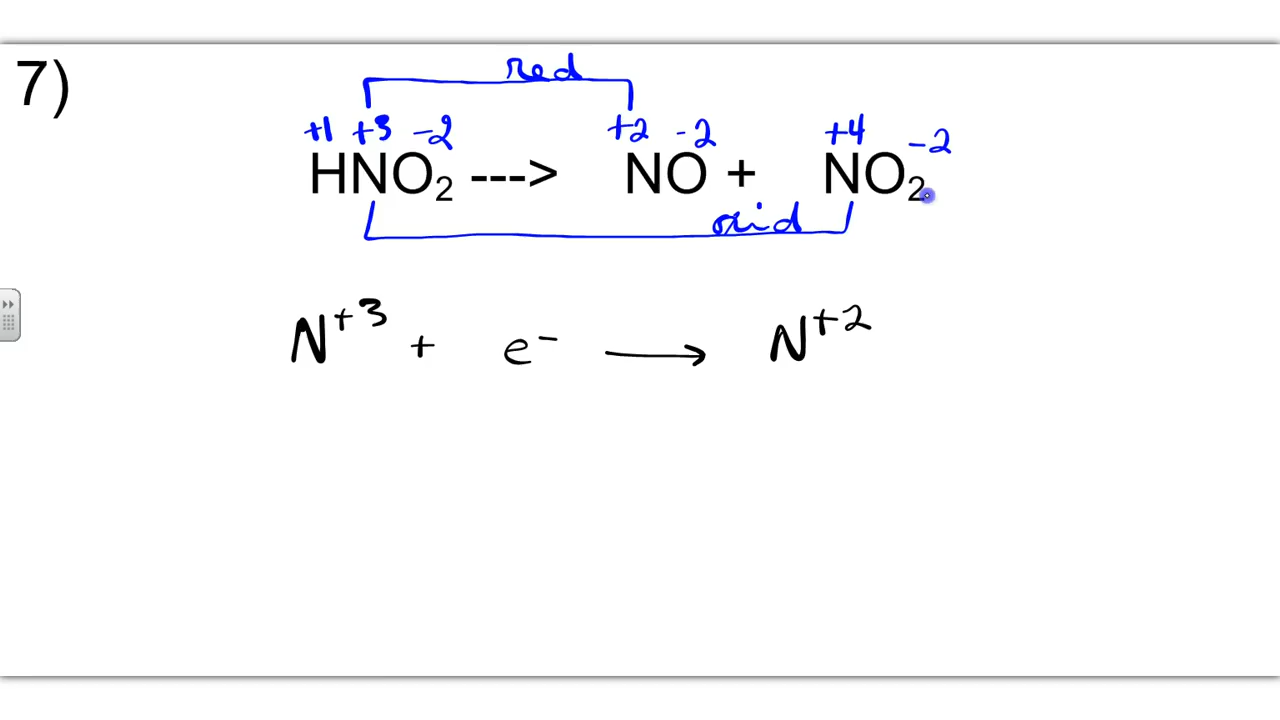 7)
red
+1 +3 -2 +2 -2 +4 -2
HNO₂ ---> NO + NO₂
oxid
N⁺³ + e⁻ ⟶ N⁺²